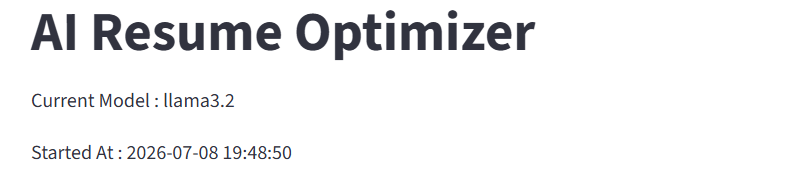 AI Resume Optimizer
Current Model : llama3.2
Started At : 2026-07-08 19:48:50